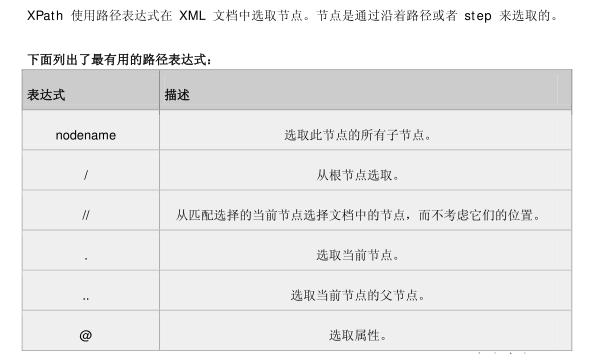 XPath 使用路径表达式在 XML 文档中选取节点。节点是通过沿着路径或者 step 来选取的。
下面列出了最有用的路径表达式：
表达式 描述
nodename 选取此节点的所有子节点。
/ 从根节点选取。
// 从匹配选择的当前节点选择文档中的节点，而不考虑它们的位置。
. 选取当前节点。
.. 选取当前节点的父节点。
@ 选取属性。